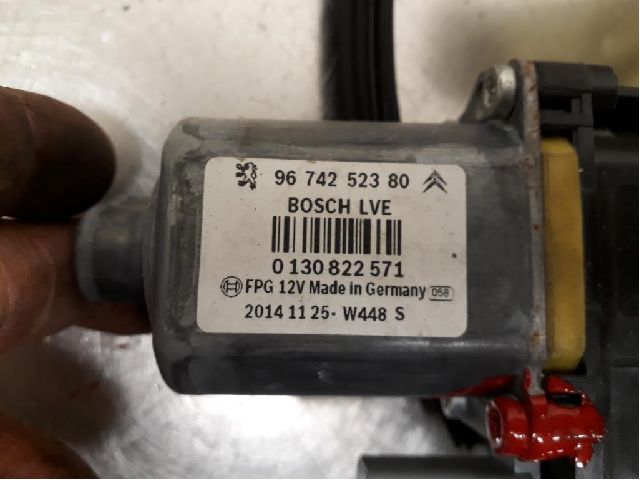 96 742 523 80
BOSCH LVE
0 130 822 571
FPG 12V Made in Germany 058
2014 11 25- W448 S